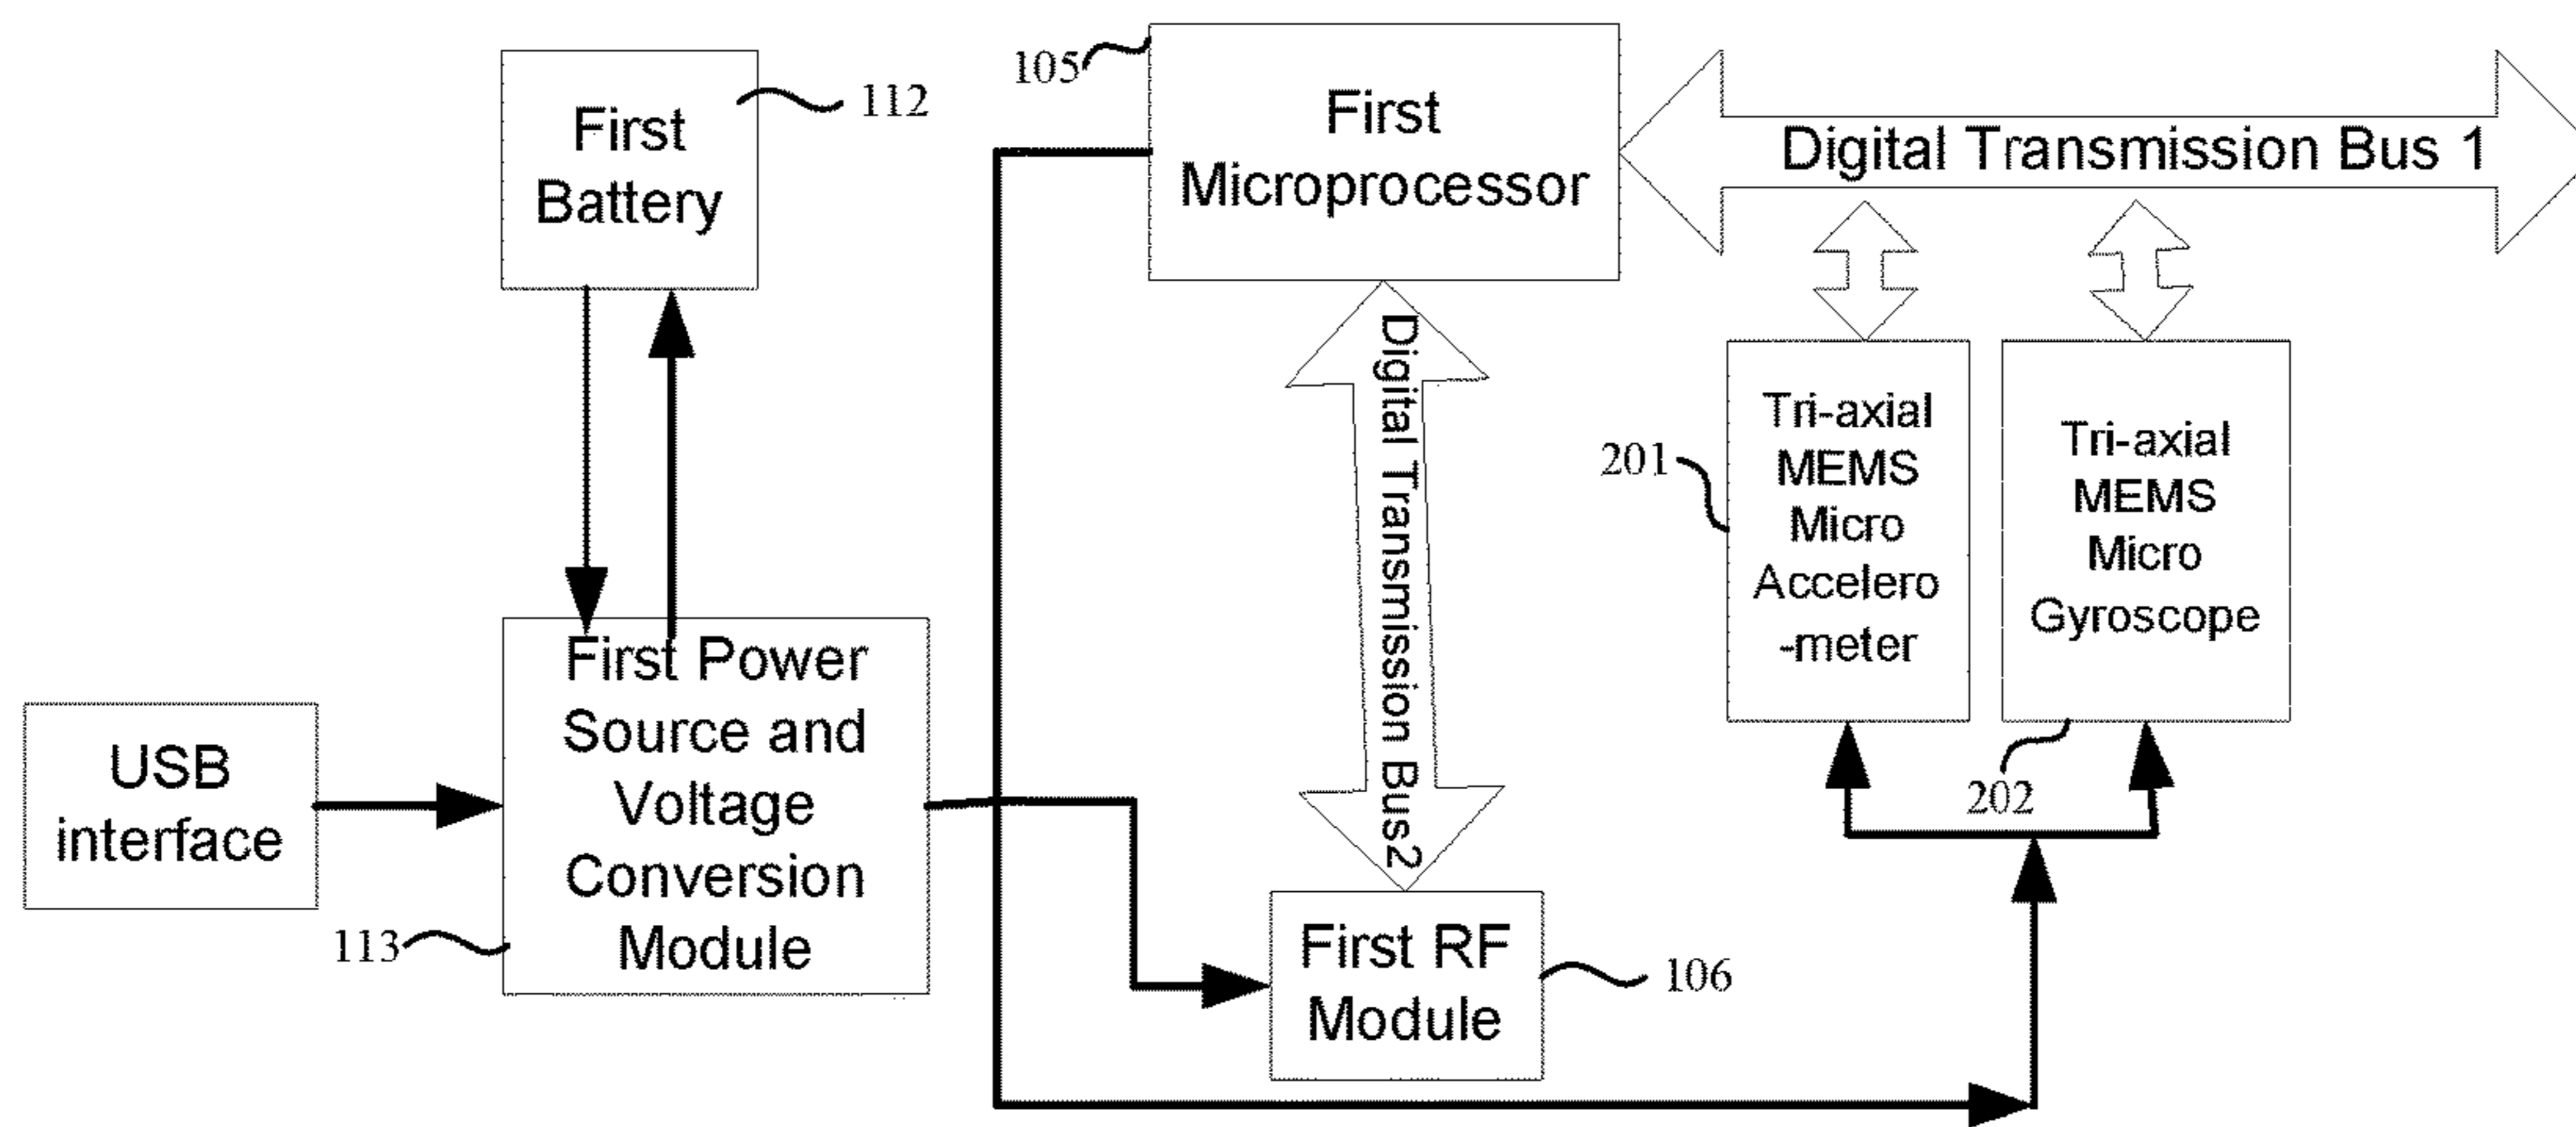 First
Battery
112
105
First
Microprocessor
Digital Transmission Bus 1
Digital Transmission Bus2
201
Tri-axial
MEMS
Micro
Accelero
-meter
Tri-axial
MEMS
Micro
Gyroscope
202
USB
interface
First Power
Source and
Voltage
Conversion
Module
113
First RF
Module
106